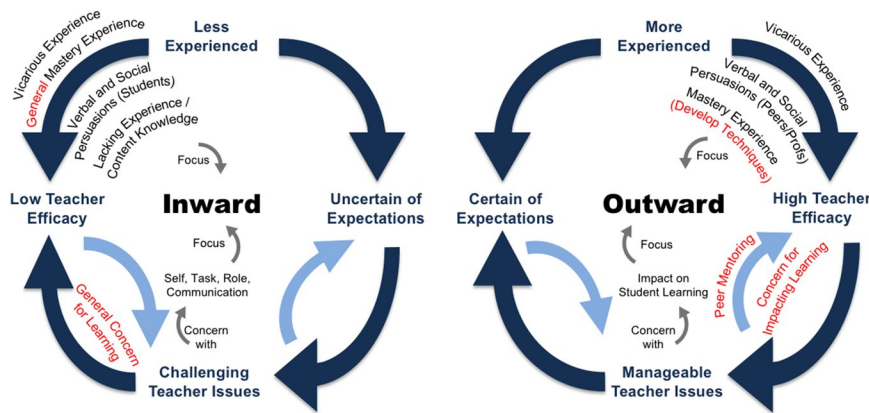 Less
Experienced
Vicarious Experience
General Mastery Experience
Verbal and Social
Persuasions (Students)
Lacking Experience /
Content Knowledge
Focus
Low Teacher
Efficacy
Inward
Uncertain of
Expectations
Focus
Self, Task, Role,
Communication
General Concern
for Learning
Concern
with
Challenging
Teacher Issues
More
Experienced
Vicarious Experience
Verbal and Social
Persuasions (Peers/Profs)
Mastery Experience
(Develop Techniques)
Focus
Certain of
Expectations
Outward
High Teacher
Efficacy
Focus
Impact on
Student Learning
Peer Mentoring
Concern for
Impacting Learning
Concern
with
Manageable
Teacher Issues